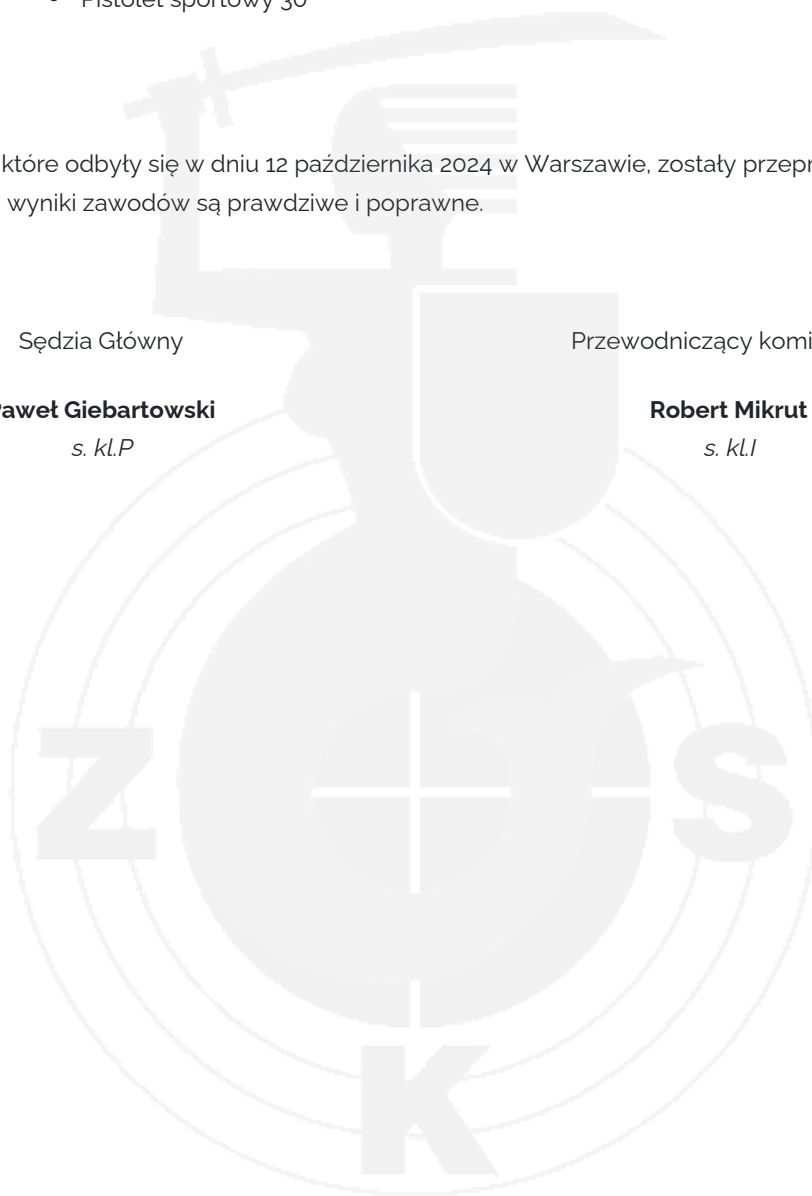 Pistolet sportowy 30
które odbyły się w dniu 12 października 2024 w Warszawie, zostały przepr
wyniki zawodów są prawdziwe i poprawne.
Sędzia Główny
Przewodniczący komi
Paweł Giebartowski
Robert Mikrut
s. kl.P
s. kl.I
Z S
K